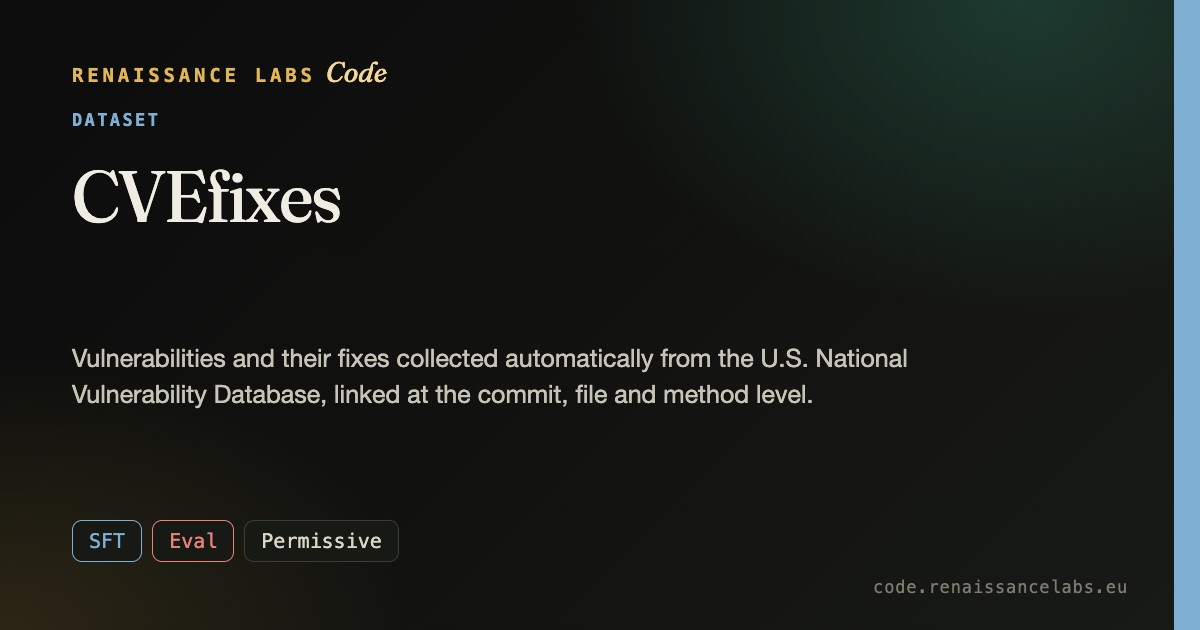 RENAISSANCE LABS Code
DATASET
CVEfixes
Vulnerabilities and their fixes collected automatically from the U.S. National
Vulnerability Database, linked at the commit, file and method level.
SFT Eval Permissive
code.renaissancelabs.eu